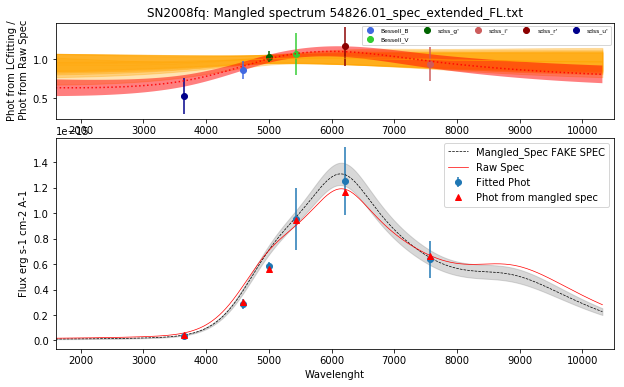 SN2008fq: Mangled spectrum 54826.01_spec_extended_FL.txt
Phot from LCfitting /
Phot from Raw Spec'
1.0
0.5
Bessell_B
sdss_g'
sdss_i'
sdss_r'
sdss_u'
Bessell_V
2000 3000 4000 5000 6000 7000 8000 9000 10000
Flux erg s-1 cm-2 A-1
1.4
1.2
1.0
0.8
0.6
0.4
0.2
0.0
Mangled_Spec FAKE SPEC
Raw Spec
Fitted Phot
Phot from mangled spec
2000 3000 4000 5000 6000 7000 8000 9000 10000
Wavelenght